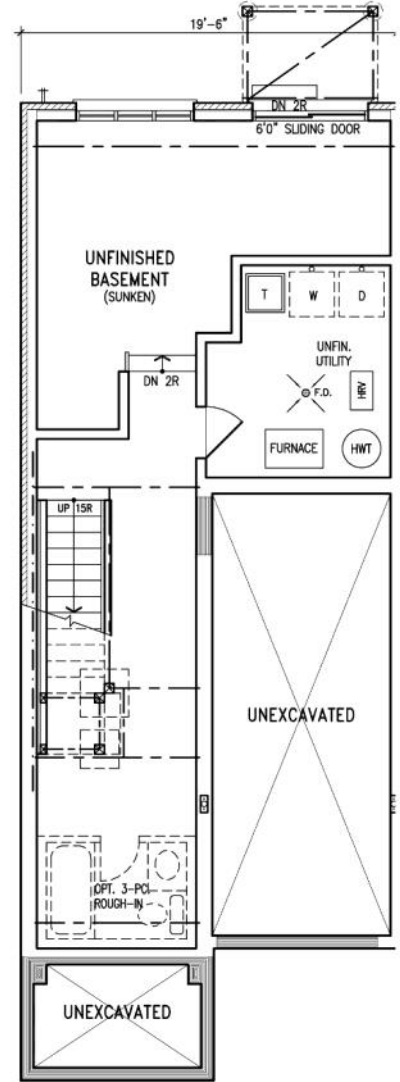 19'-6"
DN 2R
6'0" SLIDING DOOR
UNFINISHED
BASEMENT
(SUNKEN)
T
W
D
UNFIN.
UTILITY
F.D.
HRV
DN 2R
FURNACE
HWT
UP 15R
UNEXCAVATED
OPT. 3-PC
ROUGH-IN
UNEXCAVATED